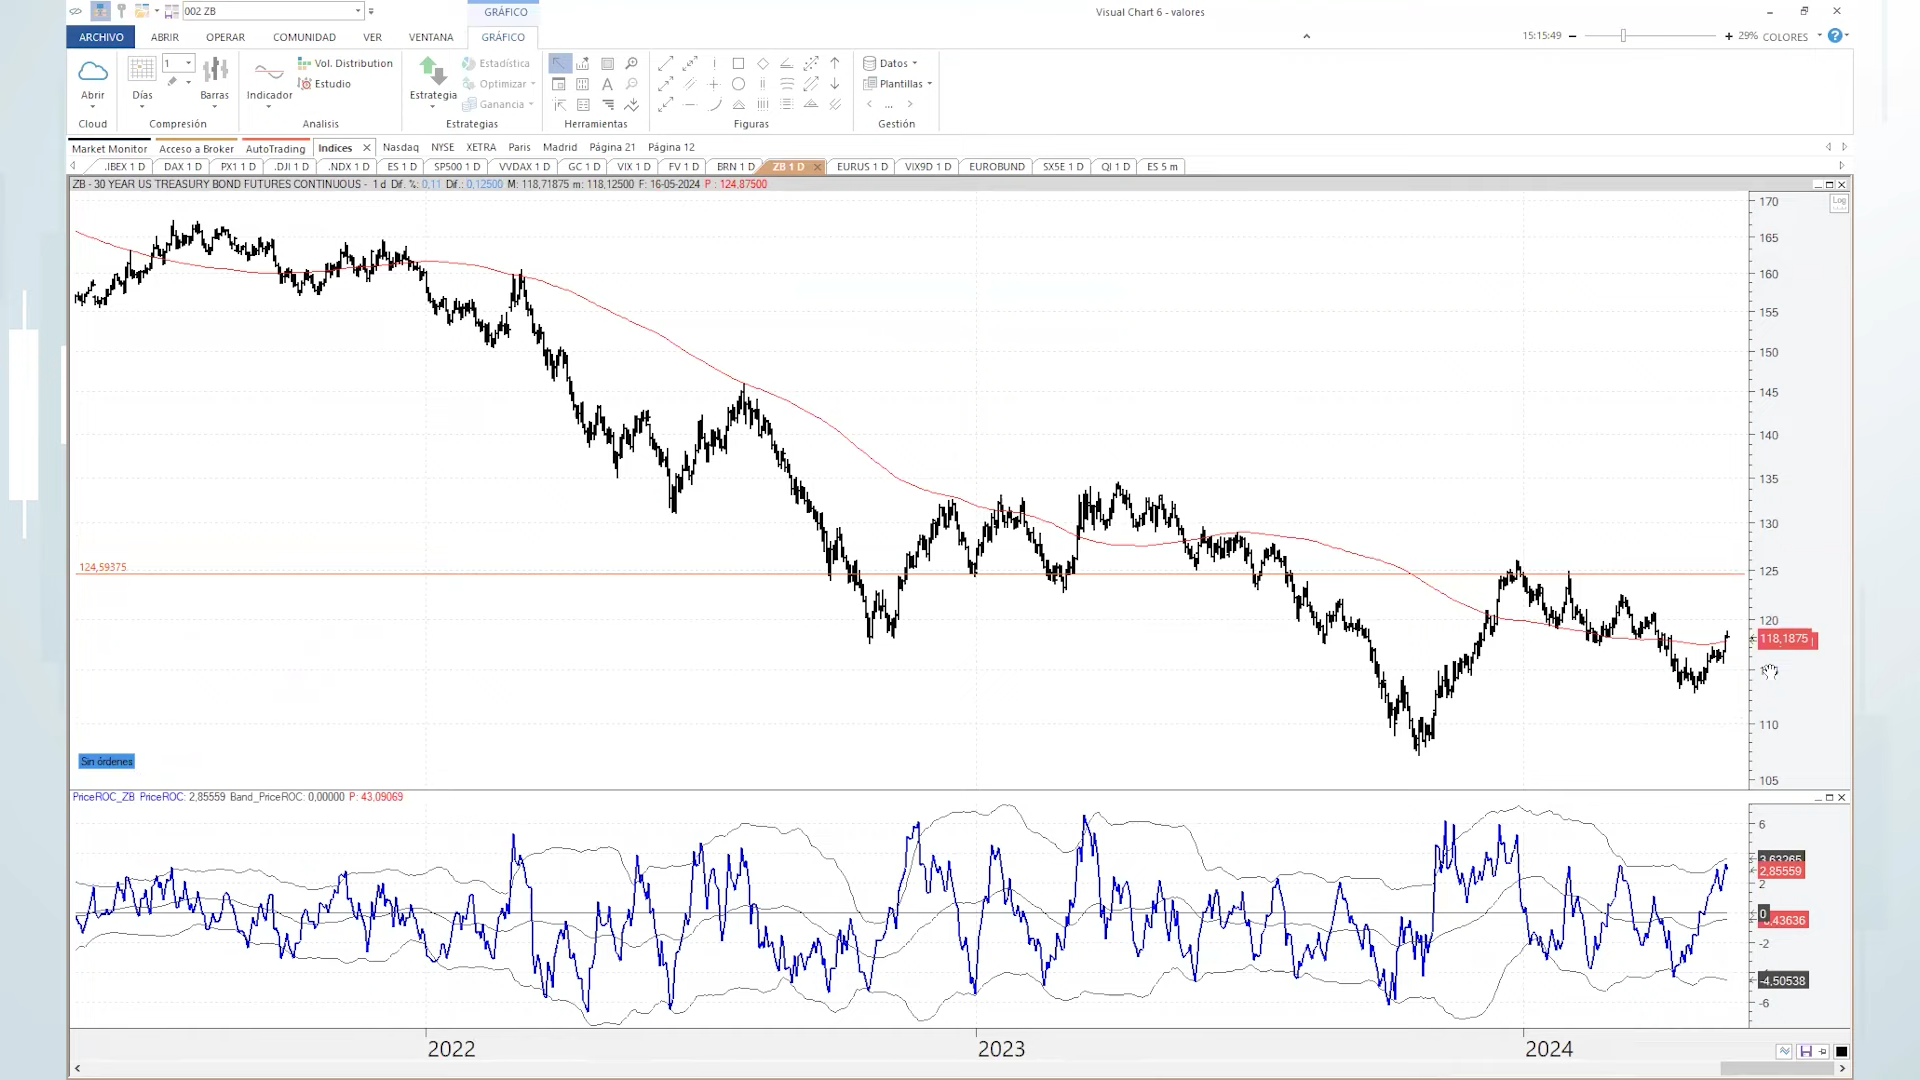 002 ZB
GRÁFICO
Visual Chart 6 - valores
ARCHIVO ABRIR OPERAR COMUNIDAD VER VENTANA GRÁFICO
15:15:49 29% COLORES
1
Vol. Distribution
Estudio
Estadística
Optimizar
Ganancia
Datos
Plantillas
Abrir Días Barras Indicador Estrategia
Cloud Compresión Analisis Estrategias Herramientas Figuras Gestión
Market Monitor Acceso a Broker AutoTrading Indices Nasdaq NYSE XETRA Paris Madrid Página 21 Página 12
.IBEX 1 D DAX 1 D PX1 1 D .DJI 1 D .NDX 1 D ES 1 D SP500 1 D VVDAX 1 D GC 1 D VIX 1 D FV 1 D BRN 1 D ZB 1 D EURUS 1 D VIX9D 1 D EUROBUND SX5E 1 D QI 1 D ES 5 m
ZB - 30 YEAR US TREASURY BOND FUTURES CONTINUOUS - 1 d Dif. %: 0,11 Dif.: 0,12500 M: 118,71875 m: 118,12500 F: 16-05-2024 P : 124,87500
Log
170
165
160
155
150
145
140
135
130
124,59375
125
120
118,1875
110
Sin órdenes
105
PriceROC_ZB PriceROC: 2,85559 Band_PriceROC: 0,00000 P: 43,09069
6
3,63265
2,85559
2
0
-2
-4,50538
-6
2022 2023 2024